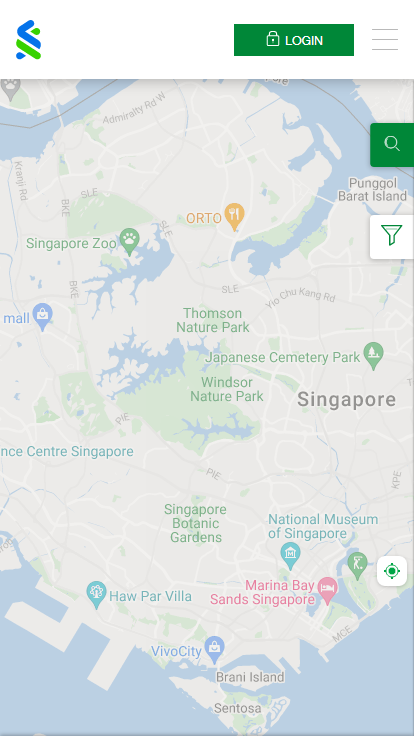 LOGIN
Admiralty Rd W
Kranji Rd
SLE
BKE
Punggol
Barat Island
ORTO
Singapore Zoo
SLE
BKE
Yio Chu Kang Rd
mall
Thomson
Nature Park
Japanese Cemetery Park
Windsor
Nature Park
Singapore
PIE
nce Centre Singapore
PIE
KPE
Singapore
Botanic
Gardens
National Museum
of Singapore
Marina Bay
Sands Singapore
Haw Par Villa
MCE
VivoCity
Brani Island
Sentosa